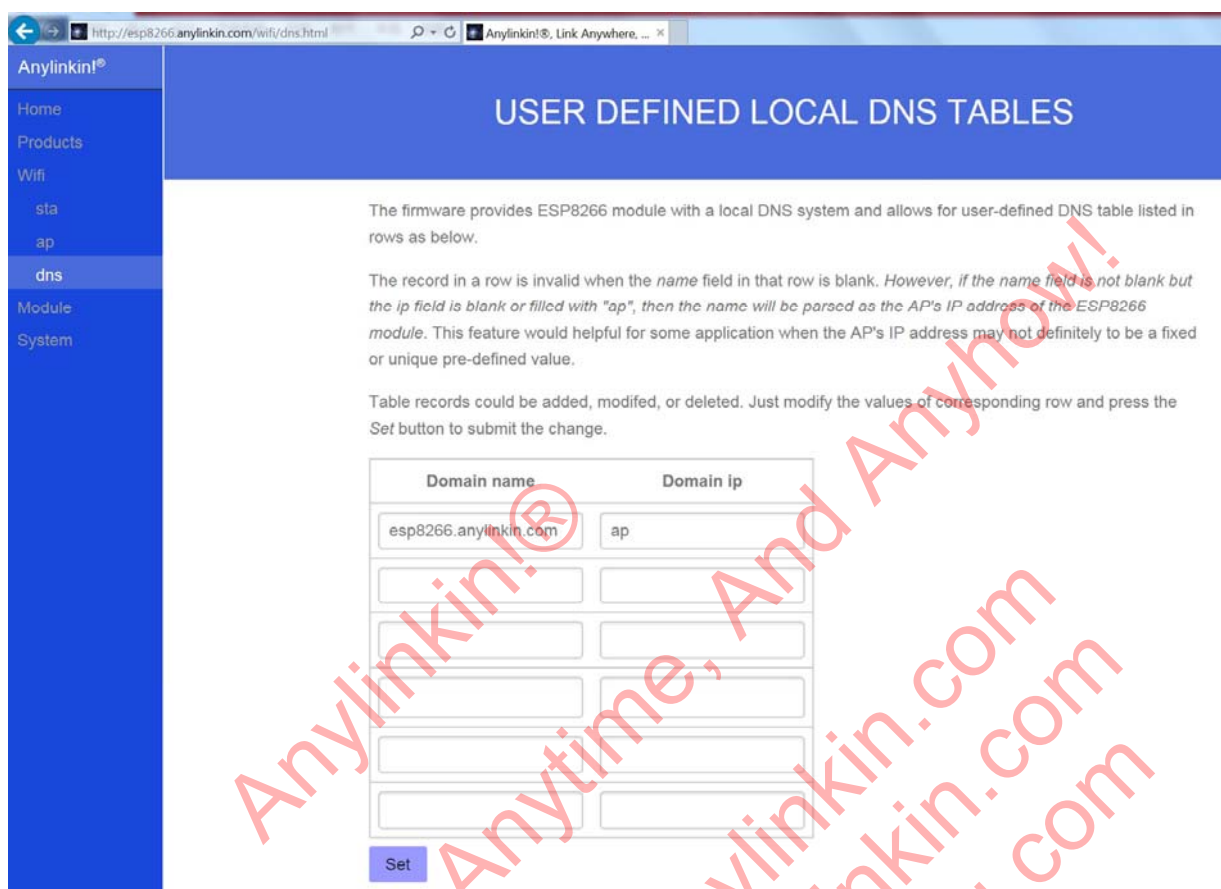 http://esp8266.anylinkin.com/wifi/dns.html
Anylinkin!®, Link Anywhere, ... ×
Anylinkin!®
USER DEFINED LOCAL DNS TABLES
Home
Products
Wifi
sta
ap
dns
Module
System
The firmware provides ESP8266 module with a local DNS system and allows for user-defined DNS table listed in
rows as below.
The record in a row is invalid when the name field in that row is blank. However, if the name field is not blank but
the ip field is blank or filled with "ap", then the name will be parsed as the AP's IP address of the ESP8266
module. This feature would helpful for some application when the AP's IP address may not definitely to be a fixed
or unique pre-defined value.
Table records could be added, modifed, or deleted. Just modify the values of corresponding row and press the
Set button to submit the change.
Domain name Domain ip
esp8266.anylinkin.com ap
Set
Anylinkin!®
Anytime, And Anyhow!
ylinkin.com
nkin.com
com